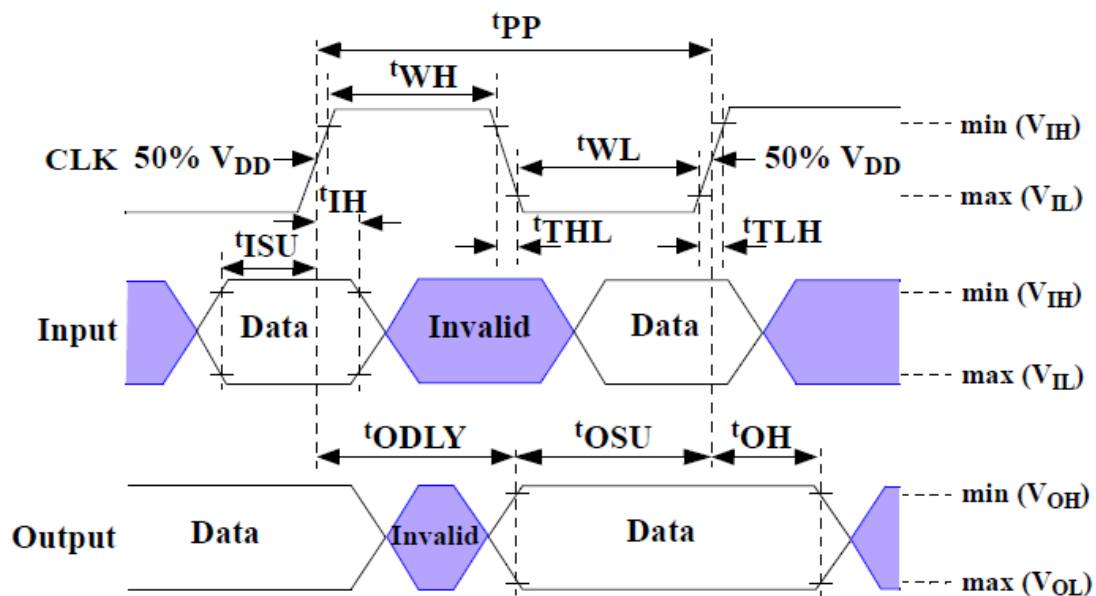 tPP
tWH
min (VIH)
CLK 50% VDD
tWL
50% VDD
tIH
max (VIL)
tISU
tTHL
tTLH
min (VIH)
Input
Data
Invalid
Data
max (VIL)
tODLY
tOSU
tOH
min (VOH)
Output
Data
Invalid
Data
max (VOL)